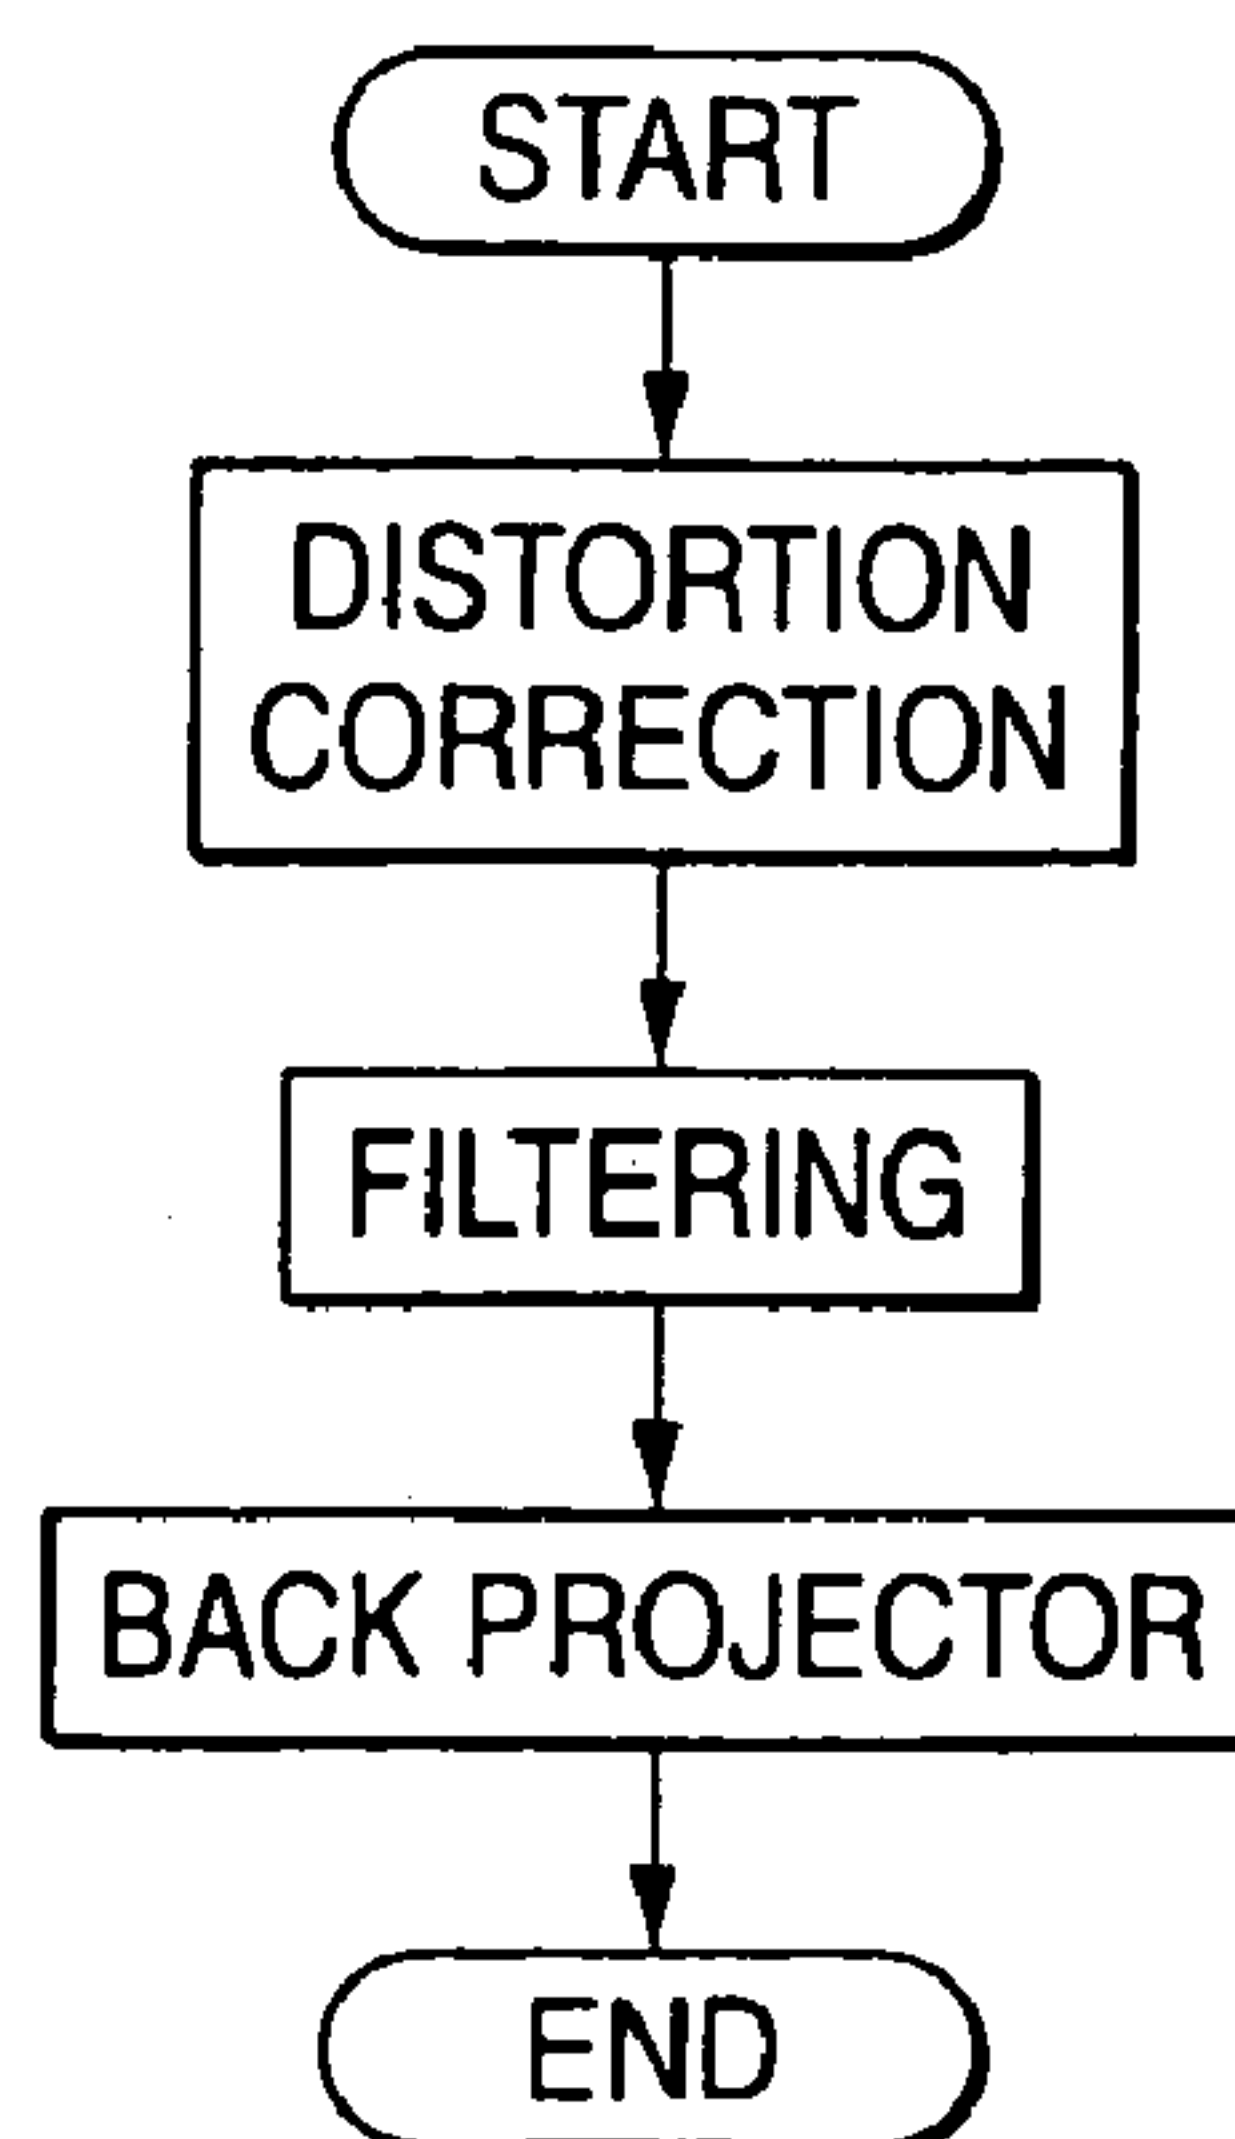 START
DISTORTION
CORRECTION
FILTERING
BACK PROJECTOR
END